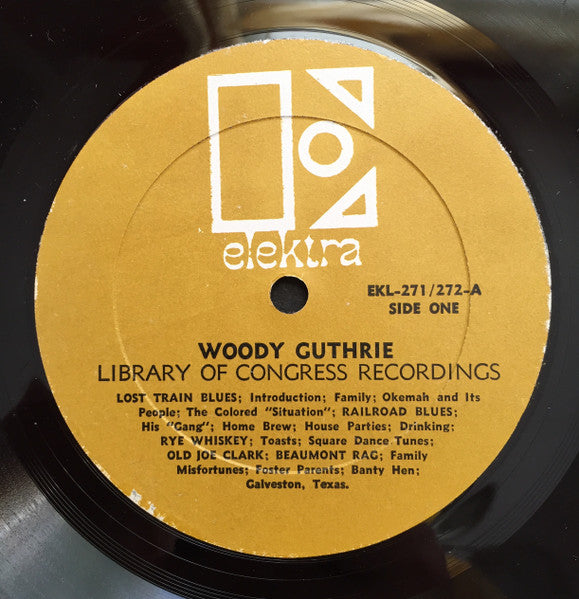 elektra
EKL-271/272-A
SIDE ONE
WOODY GUTHRIE
LIBRARY OF CONGRESS RECORDINGS
LOST TRAIN BLUES; Introduction; Family; Okemah and Its
People; The Colored "Situation"; RAILROAD BLUES;
His "Gang"; Home Brew; House Parties; Drinking;
RYE WHISKEY; Toasts; Square Dance Tunes;
OLD JOE CLARK; BEAUMONT RAG; Family
Misfortunes; Foster Parents; Banty Hen;
Galveston, Texas.